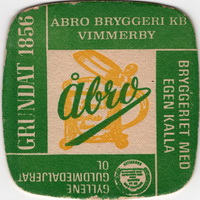 ÅBRO BRYGGERI KB
VIMMERBY
GRUNDAT 1856
åbro
BRYGGERIET MED
EGEN KÄLLA
GYLLENE
GULDMEDALJERAT
ÖL